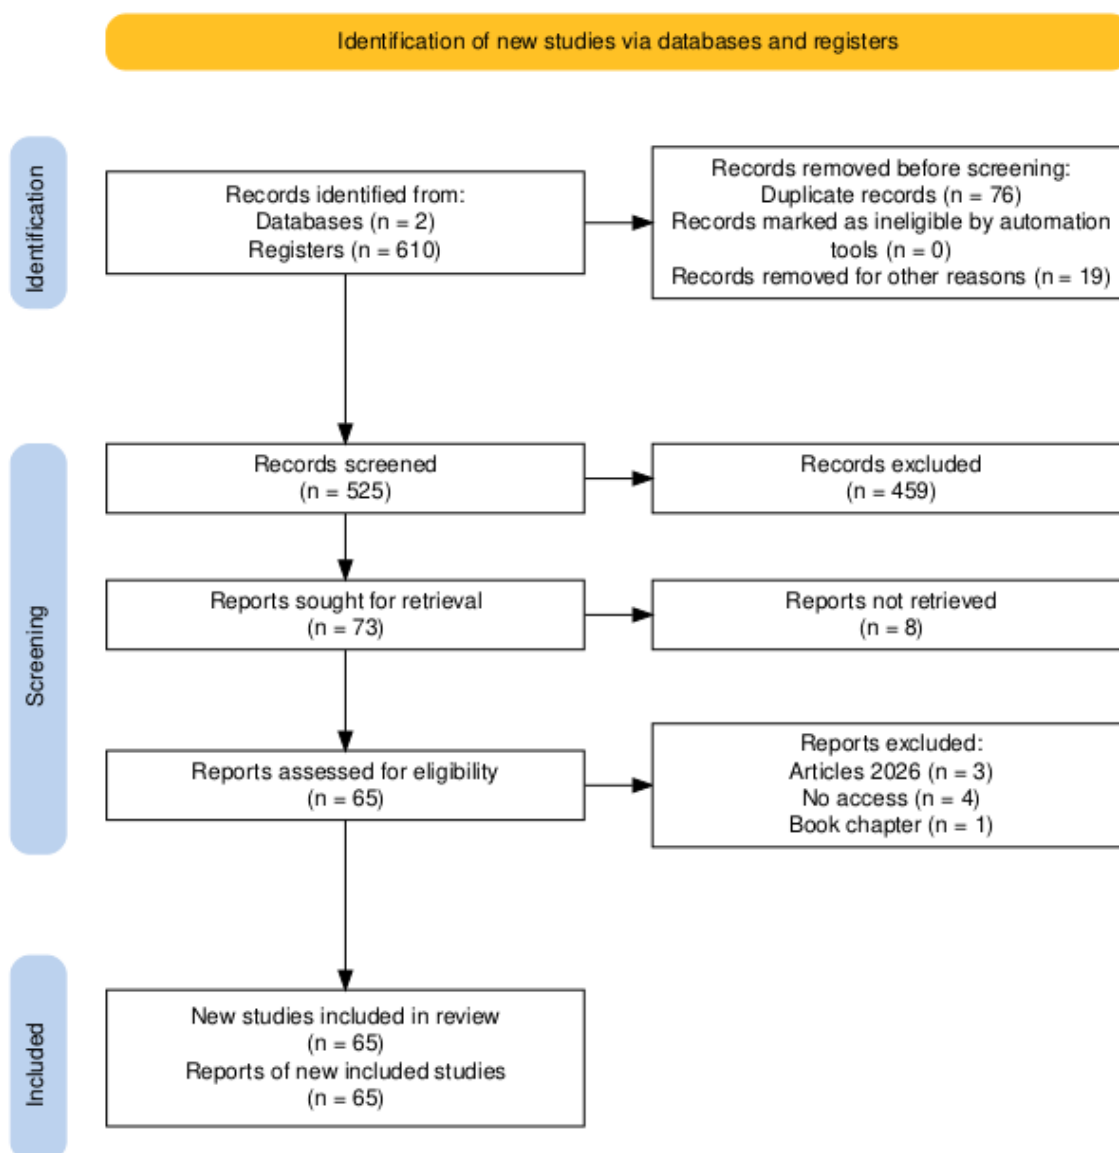 Identification of new studies via databases and registers
Identification
Records identified from:
Databases (n = 2)
Registers (n = 610)
Records removed before screening:
Duplicate records (n = 76)
Records marked as ineligible by automation
tools (n = 0)
Records removed for other reasons (n = 19)
Screening
Records screened
(n = 525)
Records excluded
(n = 459)
Reports sought for retrieval
(n = 73)
Reports not retrieved
(n = 8)
Reports assessed for eligibility
(n = 65)
Reports excluded:
Articles 2026 (n = 3)
No access (n = 4)
Book chapter (n = 1)
Included
New studies included in review
(n = 65)
Reports of new included studies
(n = 65)